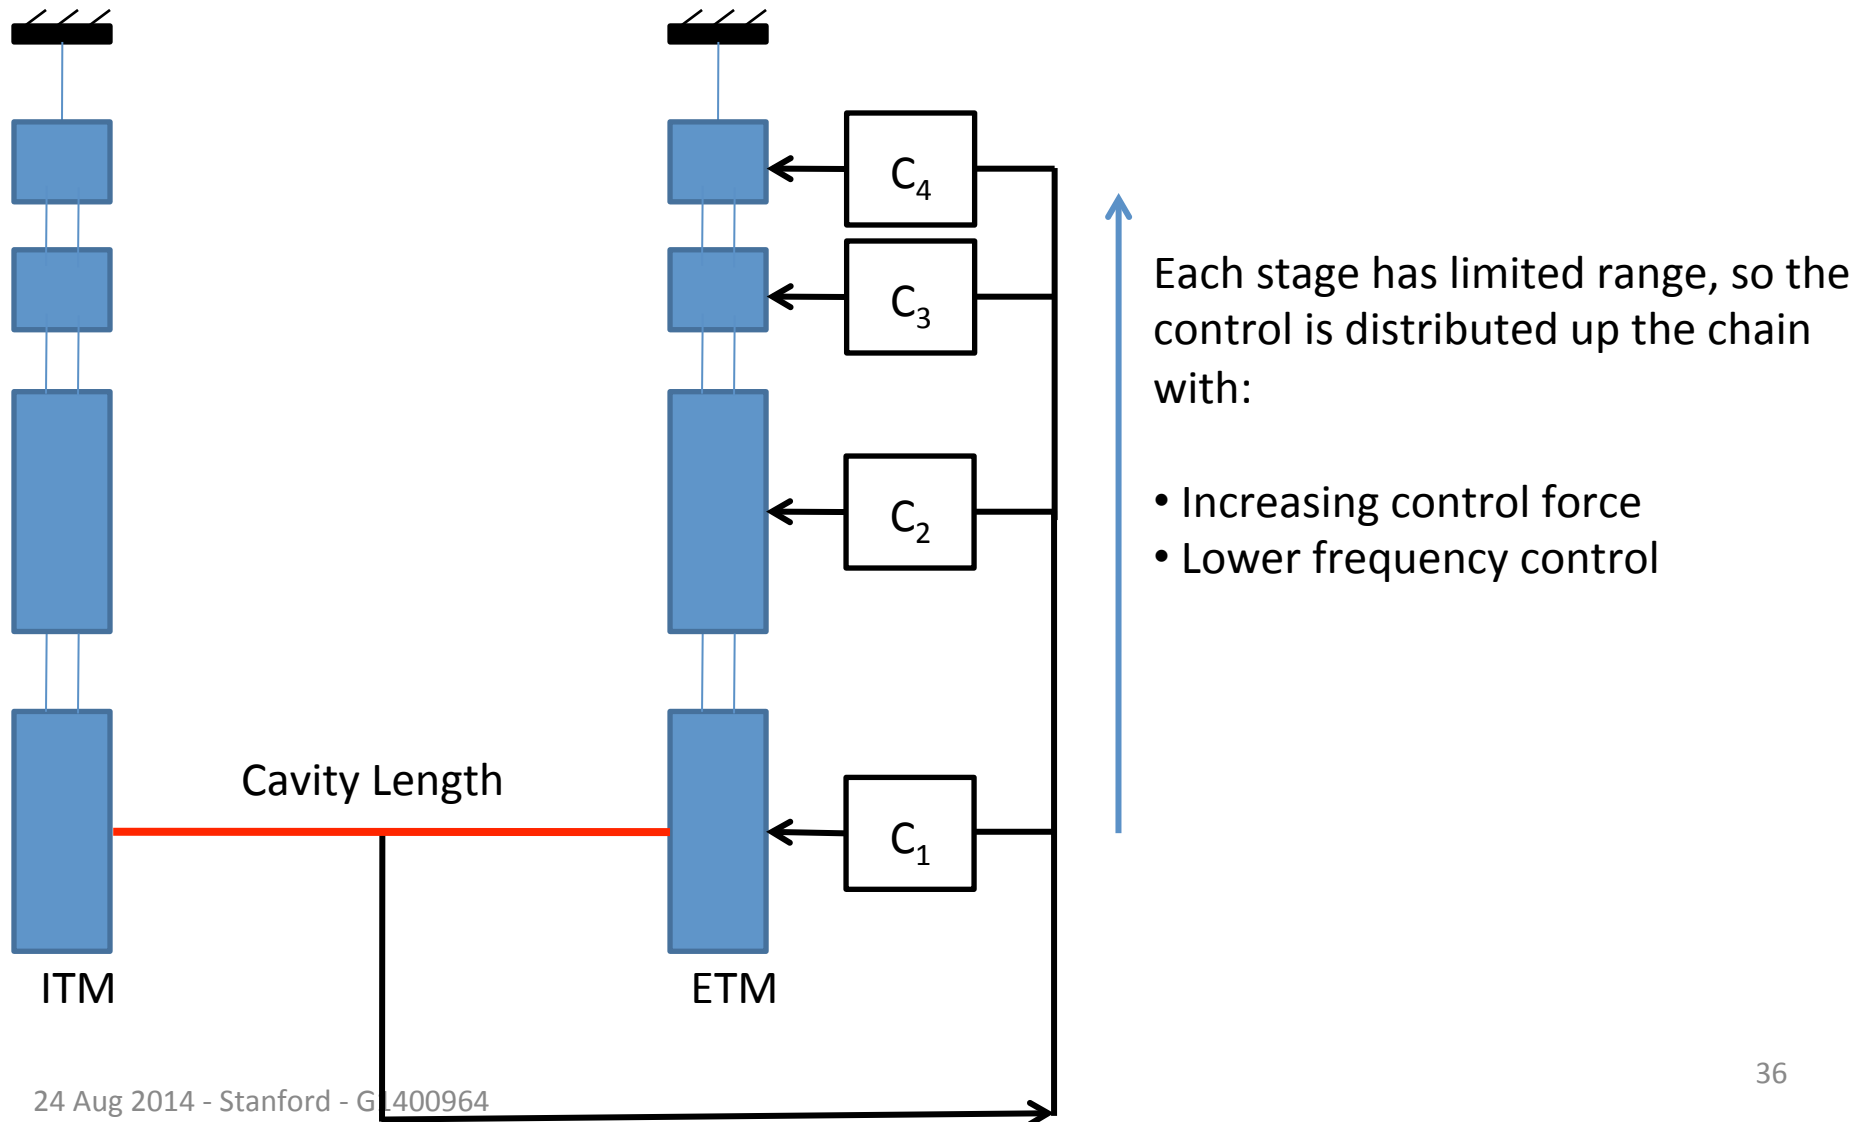 C₄
C₃
C₂
C₁
Each stage has limited range, so the
control is distributed up the chain
with:
• Increasing control force
• Lower frequency control
Cavity Length
ITM
ETM
24 Aug 2014 - Stanford - G1400964
36